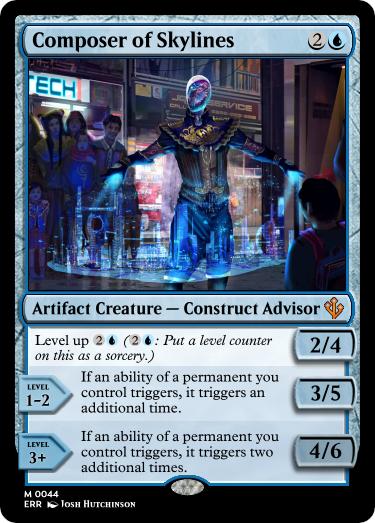 Composer of Skylines 2
TECH
SERVICE
Artifact Creature — Construct Advisor
Level up 2 (2 : Put a level counter
on this as a sorcery.)
2/4
LEVEL
1-2
If an ability of a permanent you
control triggers, it triggers an
additional time.
3/5
LEVEL
3+
If an ability of a permanent you
control triggers, it triggers two
additional times.
4/6
M 0044
ERR Josh Hutchinson